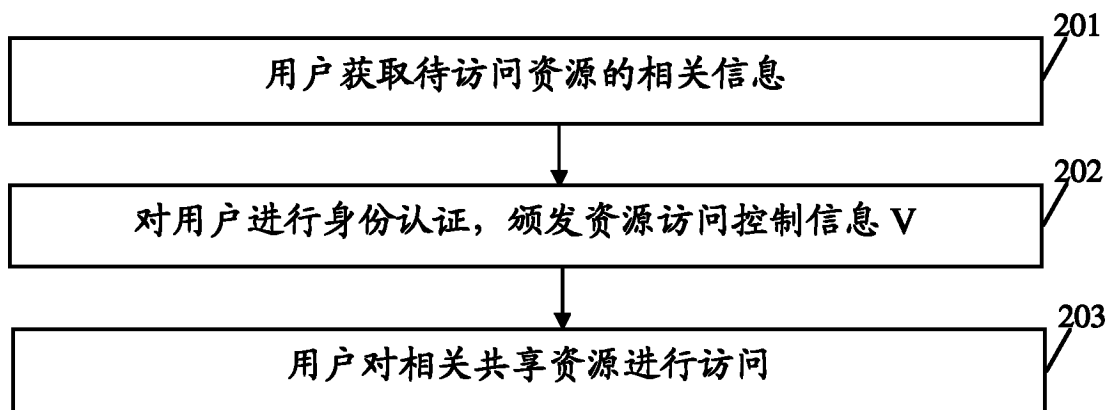 201
用户获取待访问资源的相关信息
202
对用户进行身份认证，颁发资源访问控制信息 V
203
用户对相关共享资源进行访问